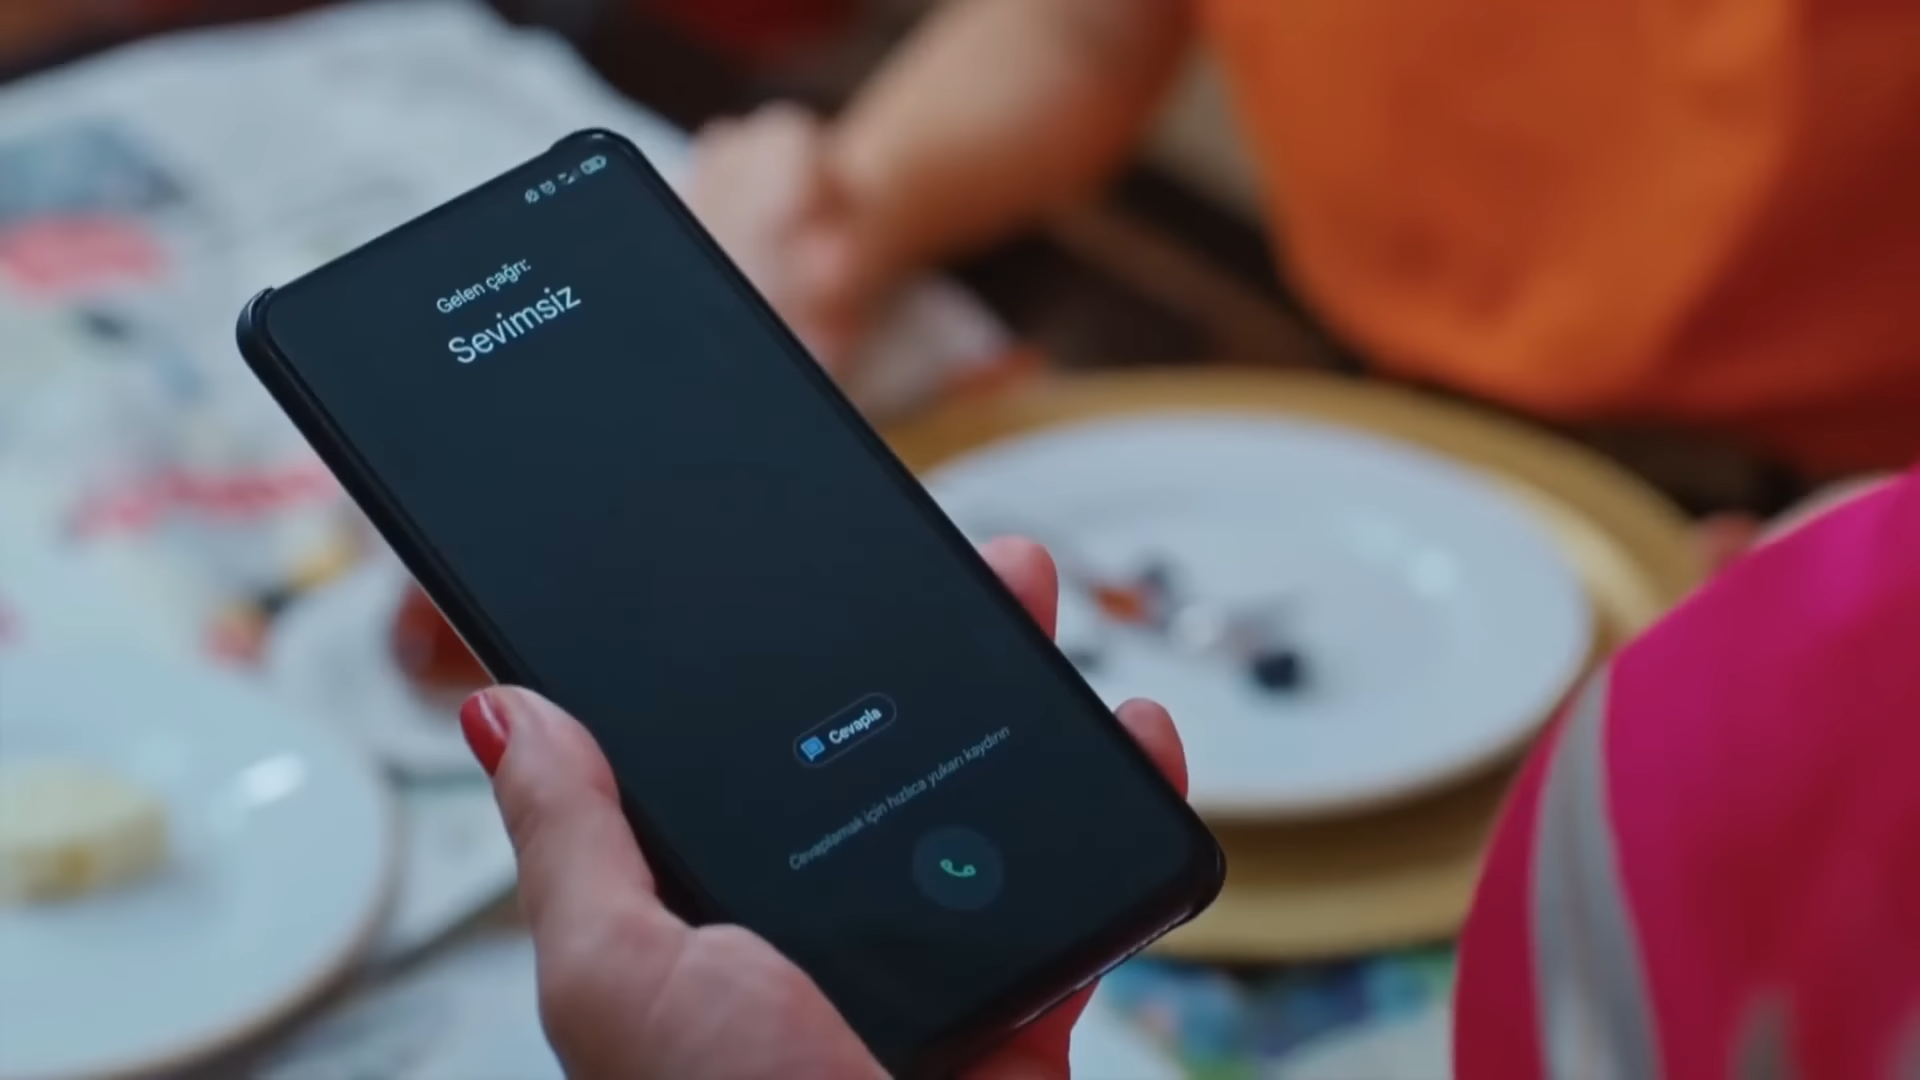 Gelen çağrı:
Sevimsiz
Cevapla
Cevaplamak için hızlıca yukarı kaydırın